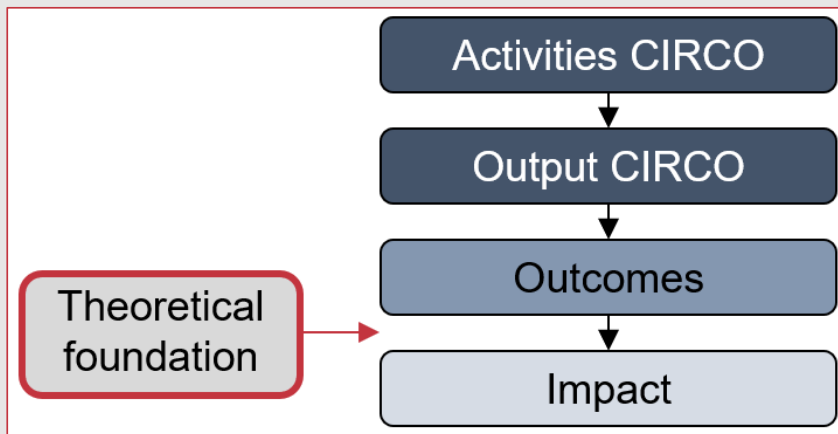 Activities CIRCO
Output CIRCO
Outcomes
Theoretical
foundation
Impact